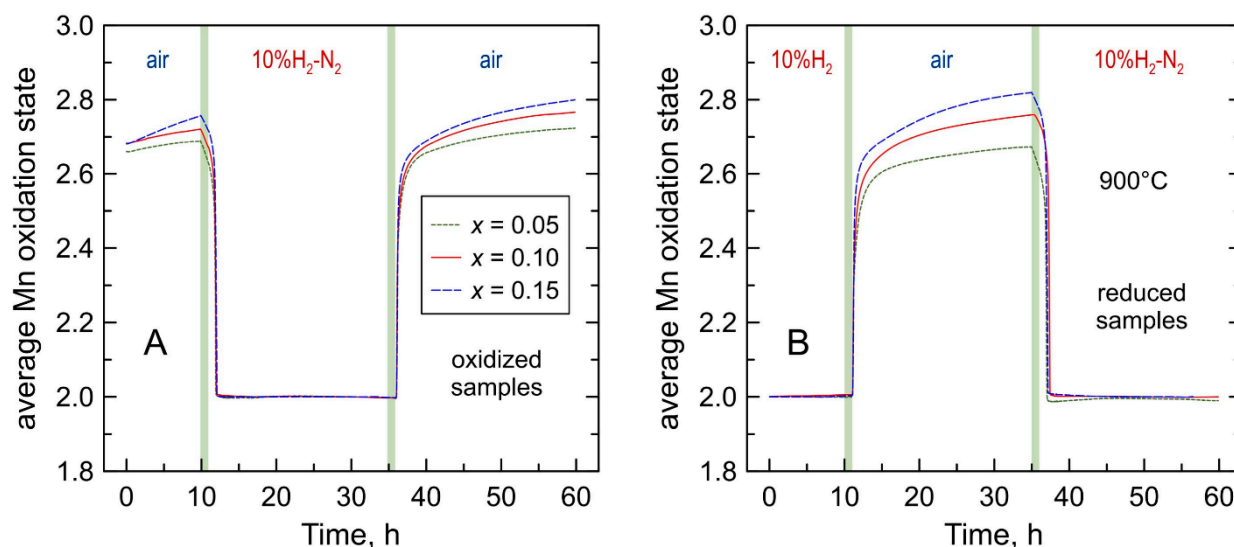 average Mn oxidation state
3.0
2.8
2.6
2.4
2.2
2.0
1.8
air
10%H₂-N₂
air
x = 0.05
x = 0.10
x = 0.15
A
oxidized
samples
0 10 20 30 40 50 60
Time, h
average Mn oxidation state
3.0
2.8
2.6
2.4
2.2
2.0
1.8
10%H₂
air
10%H₂-N₂
900°C
reduced
samples
B
0 10 20 30 40 50 60
Time, h